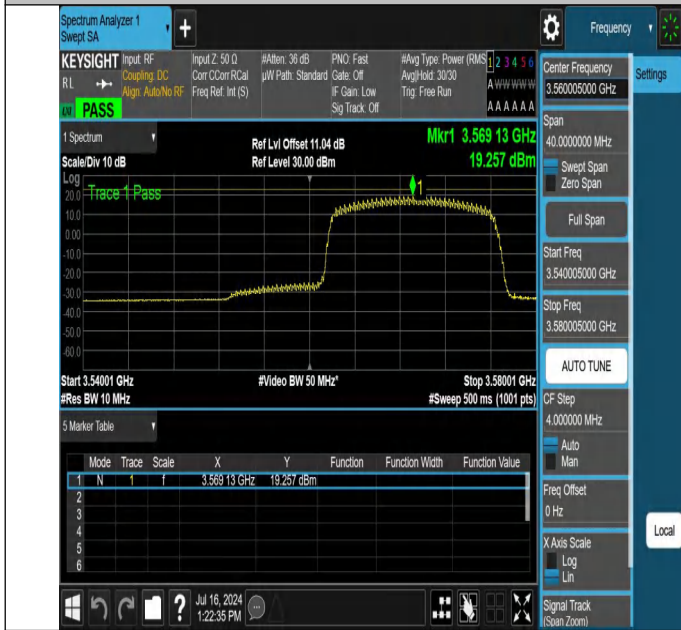 Spectrum Analyzer 1
Swept SA
+
Frequency
KEYSIGHT
RL
PASS
Input: RF
Coupling: DC
Align: Auto/No RF
Input Z: 50 Ω
Corr CCorr RCal
Freq Ref: Int (S)
#Atten: 36 dB
µW Path: Standard
PNO: Fast
Gate: Off
IF Gain: Low
Sig Track: Off
#Avg Type: Power (RMS
Avg|Hold: 30/30
Trig: Free Run
1 2 3 4 5 6
A W W W W W
A A A A A A
Center Frequency
3.560005000 GHz
Settings
1 Spectrum
Scale/Div 10 dB
Ref Lvl Offset 11.04 dB
Ref Level 30.00 dBm
Mkr1 3.569 13 GHz
19.257 dBm
Span
40.0000000 MHz
Swept Span
Zero Span
Log
Trace 1 Pass
1
20.0
10.0
0.00
-10.0
-20.0
-30.0
-40.0
-50.0
-60.0
Full Span
Start Freq
3.540005000 GHz
Stop Freq
3.580005000 GHz
AUTO TUNE
Start 3.54001 GHz
#Res BW 10 MHz
#Video BW 50 MHz*
Stop 3.58001 GHz
#Sweep 500 ms (1001 pts)
CF Step
4.000000 MHz
Auto
Man
5 Marker Table
Mode Trace Scale X Y Function Function Width Function Value
1 N 1 f 3.569 13 GHz 19.257 dBm
2
3
4
5
6
Freq Offset
0 Hz
Local
X Axis Scale
Log
Lin
Signal Track
(Span Zoom)
?
Jul 16, 2024
1:22:35 PM